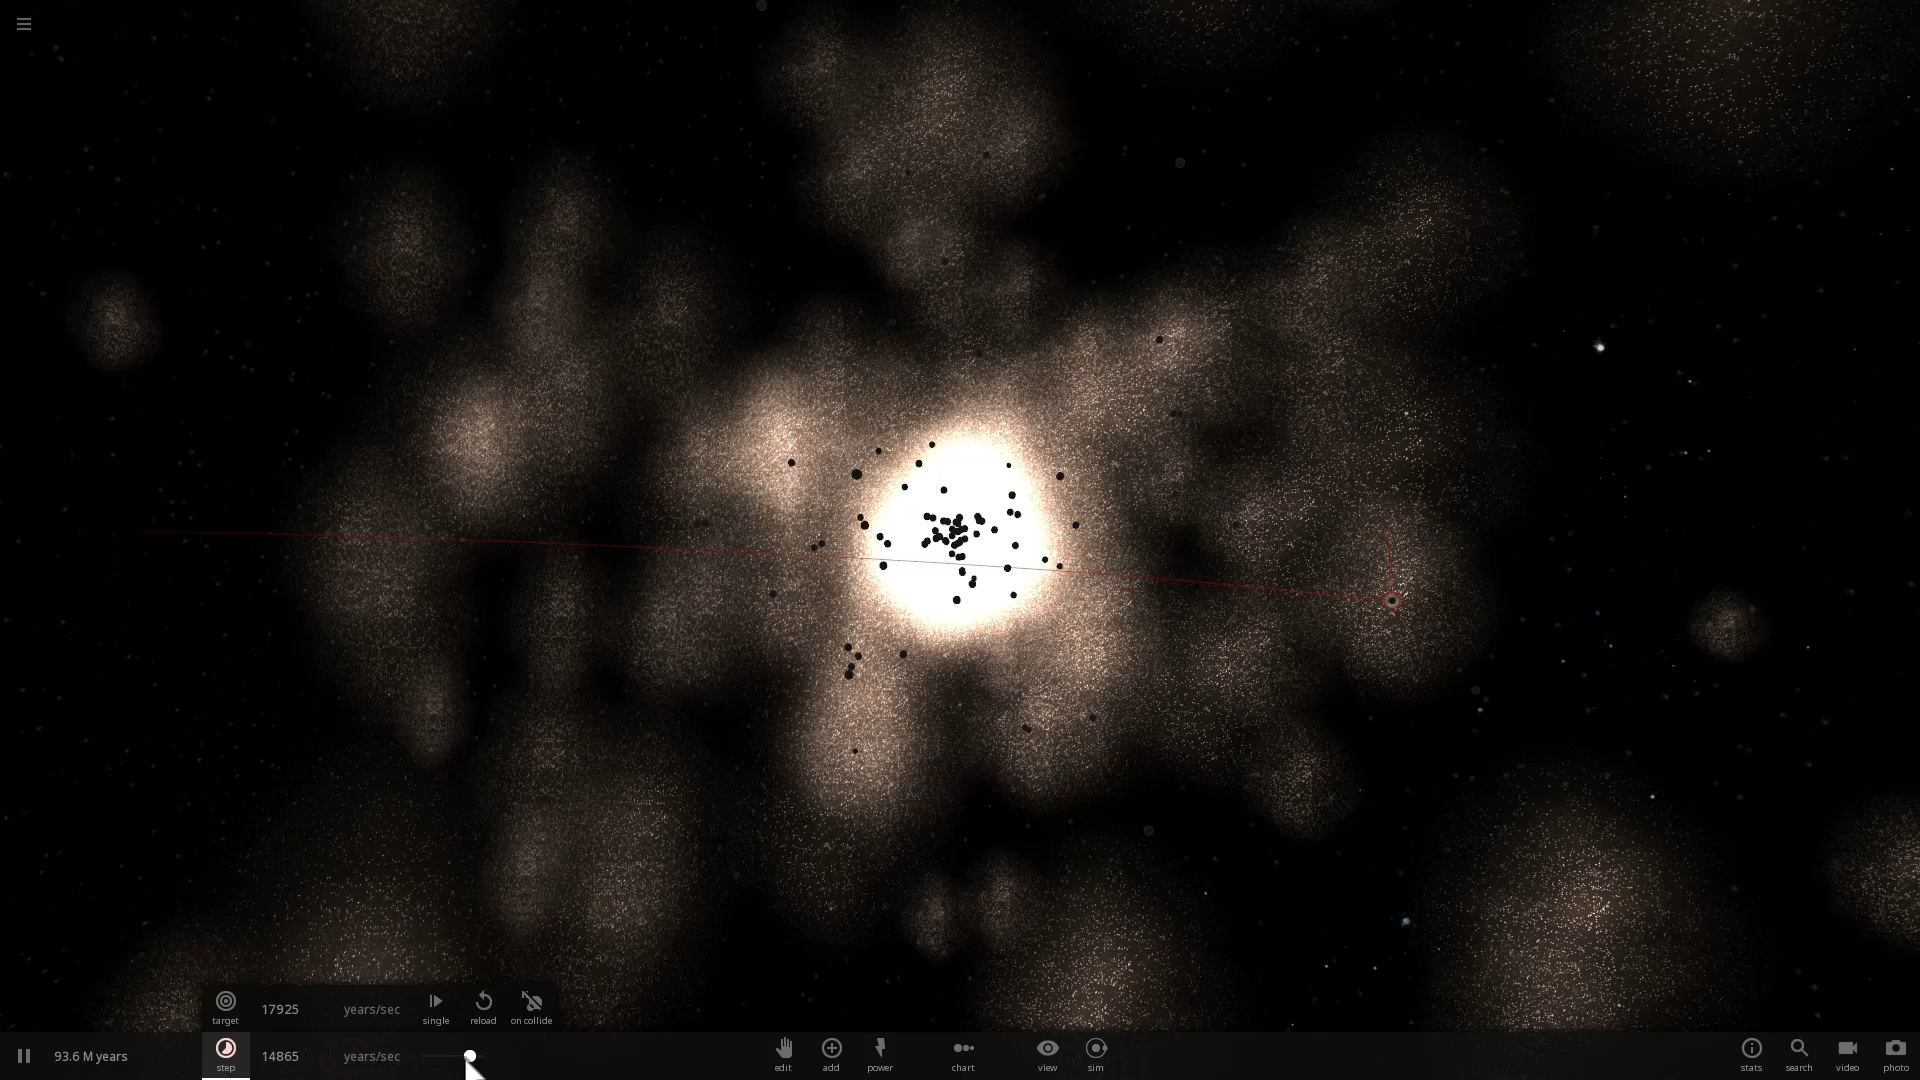 target 17925 years/sec single reload on collide
93.6 M years step 14865 years/sec edit add power chart view sim stats search video photo